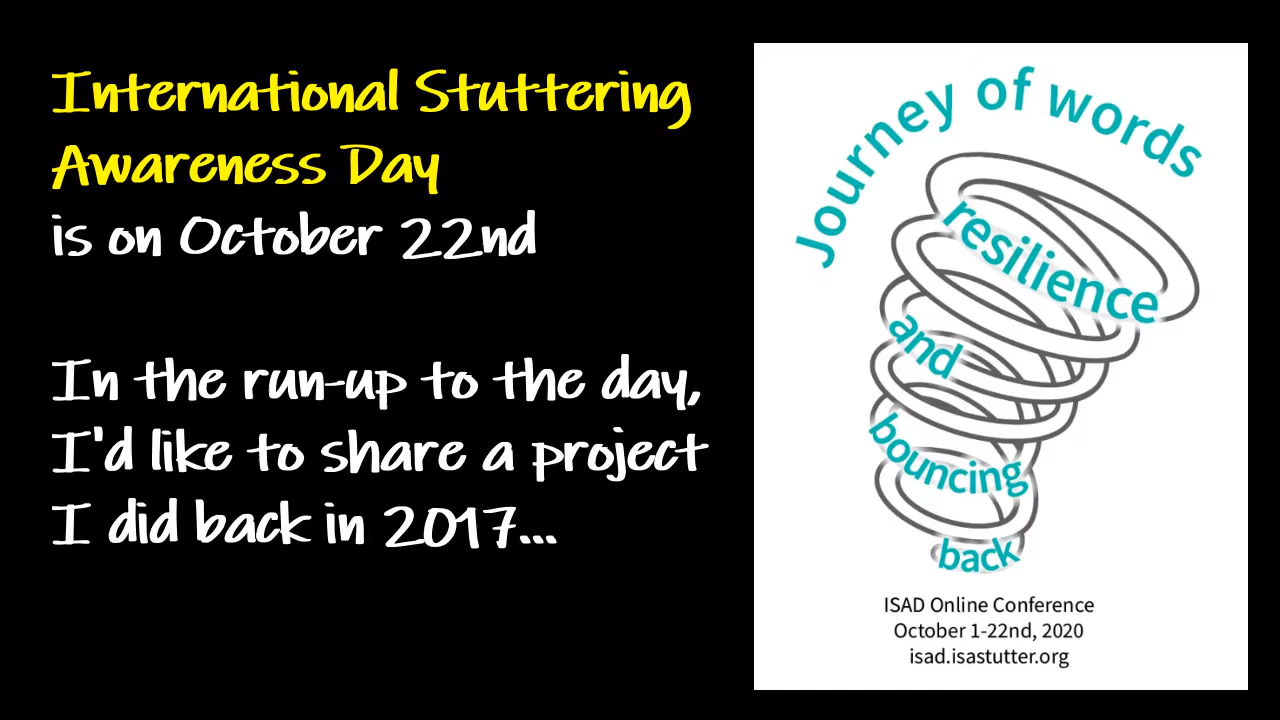 International Stuttering
Awareness Day
is on October 22nd
In the run-up to the day,
I'd like to share a project
I did back in 2017...
Journey of words
resilience
and
bouncing
back
ISAD Online Conference
October 1-22nd, 2020
isad.isastutter.org